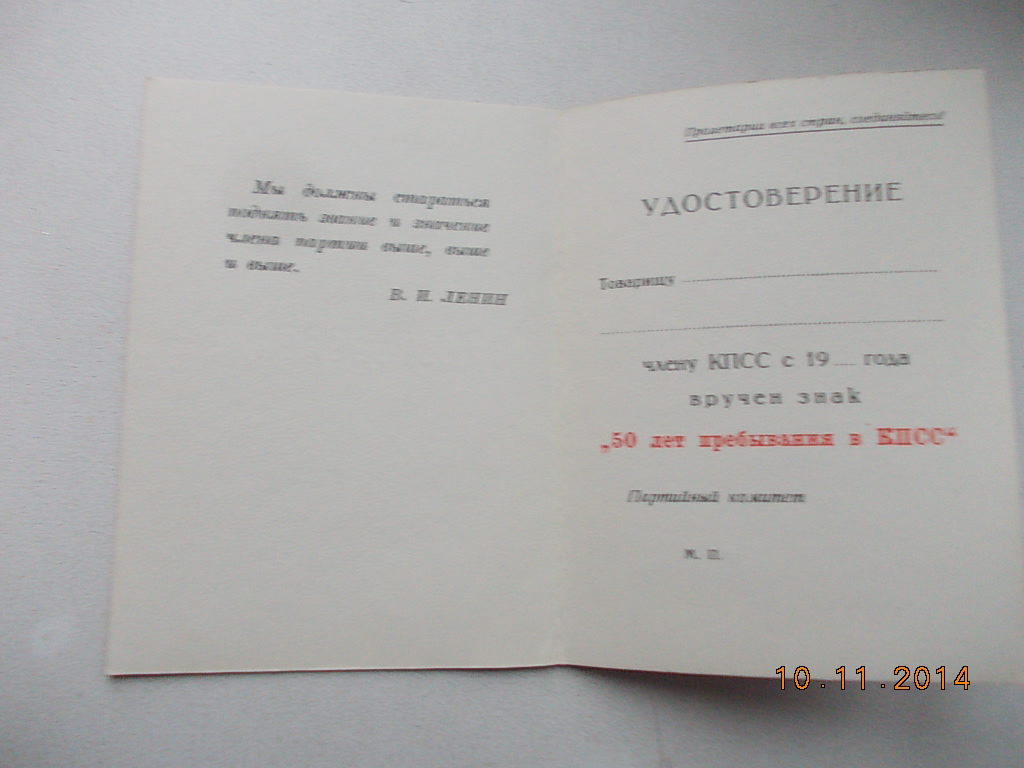 Мы должны стараться
поднять звание и значение
члена партии выше, выше
и выше.
В. И. ЛЕНИН
Пролетарии всех стран, соединяйтесь!
УДОСТОВЕРЕНИЕ
Товарищу
члену КПСС с 19.... года
вручен знак
„50 лет пребывания в КПСС“
Партийный комитет
М. П.
10.11.2014